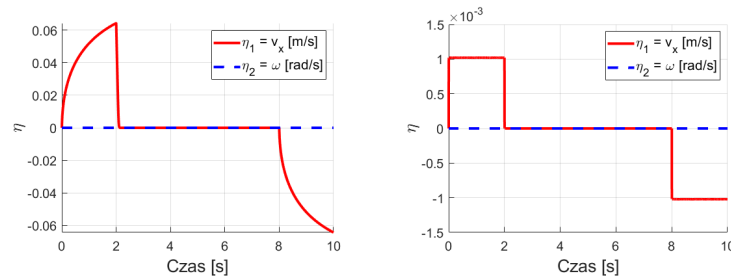 0.06
0.04
0.02
0
-0.02
-0.04
-0.06
η
0 2 4 6 8 10
Czas [s]
η₁ = vₓ [m/s]
η₂ = ω [rad/s]
×10⁻³
1.5
1
0.5
0
-0.5
-1
-1.5
η
0 2 4 6 8 10
Czas [s]
η₁ = vₓ [m/s]
η₂ = ω [rad/s]